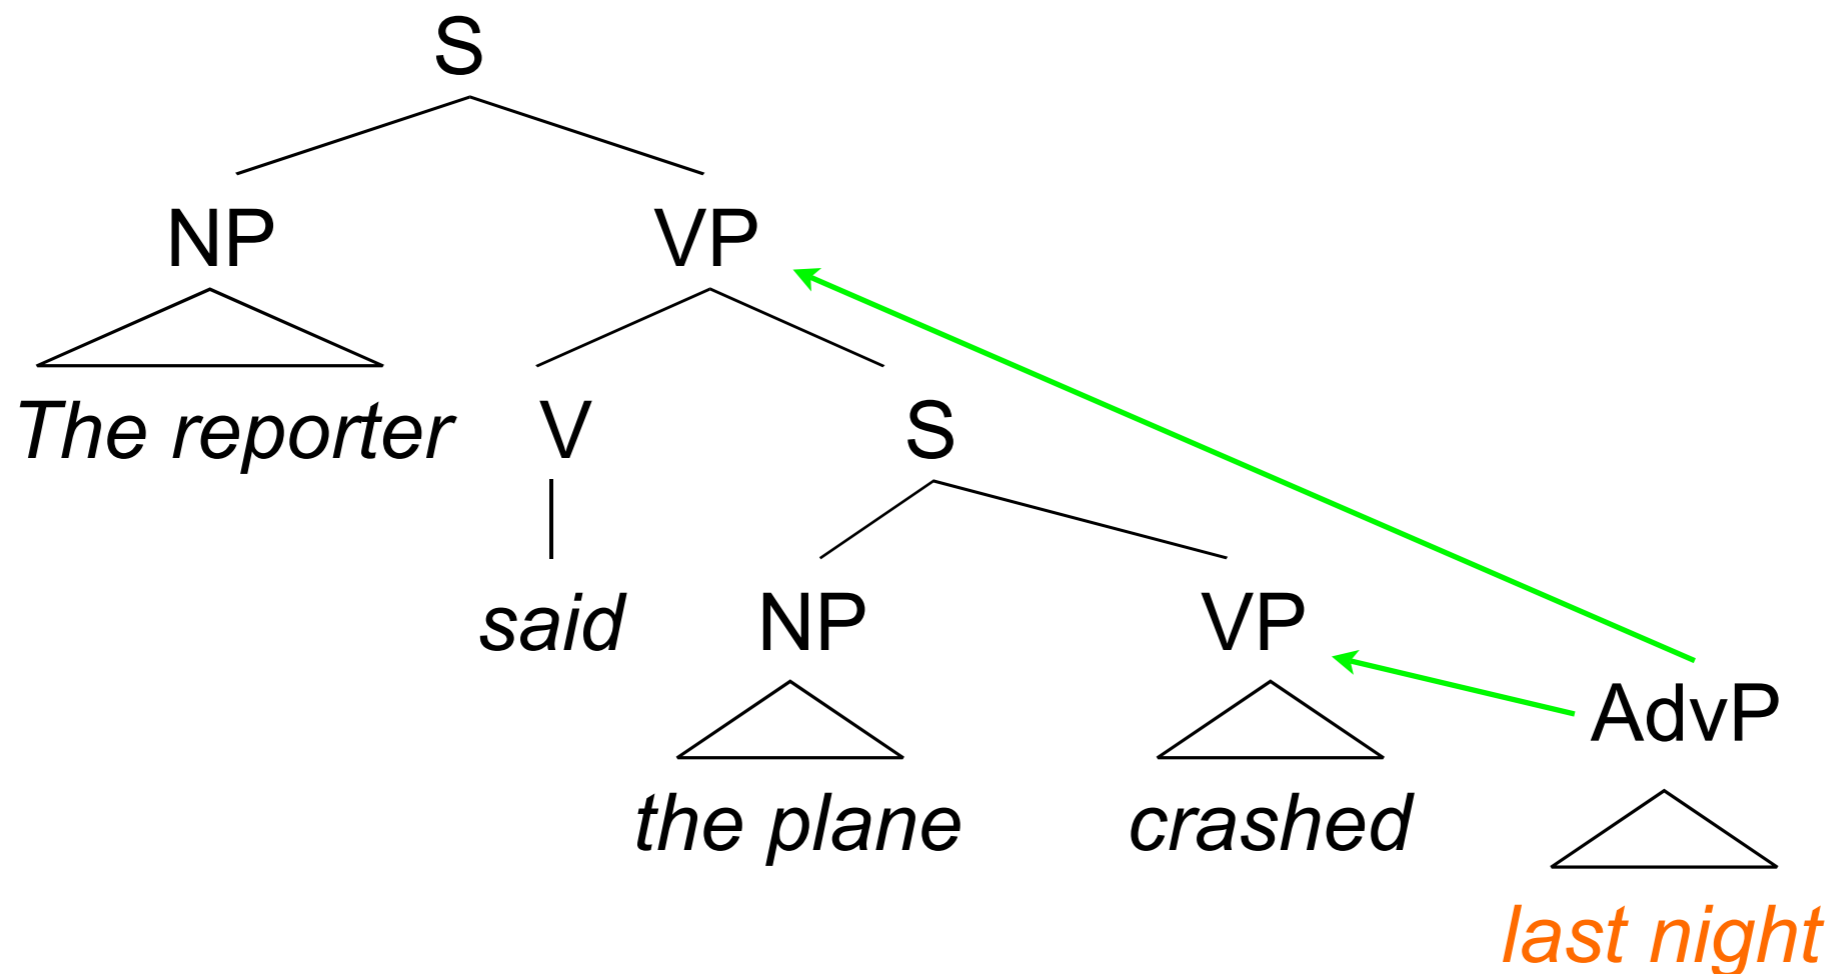 S
NP VP
The reporter V S
said NP VP
AdvP
the plane crashed
last night